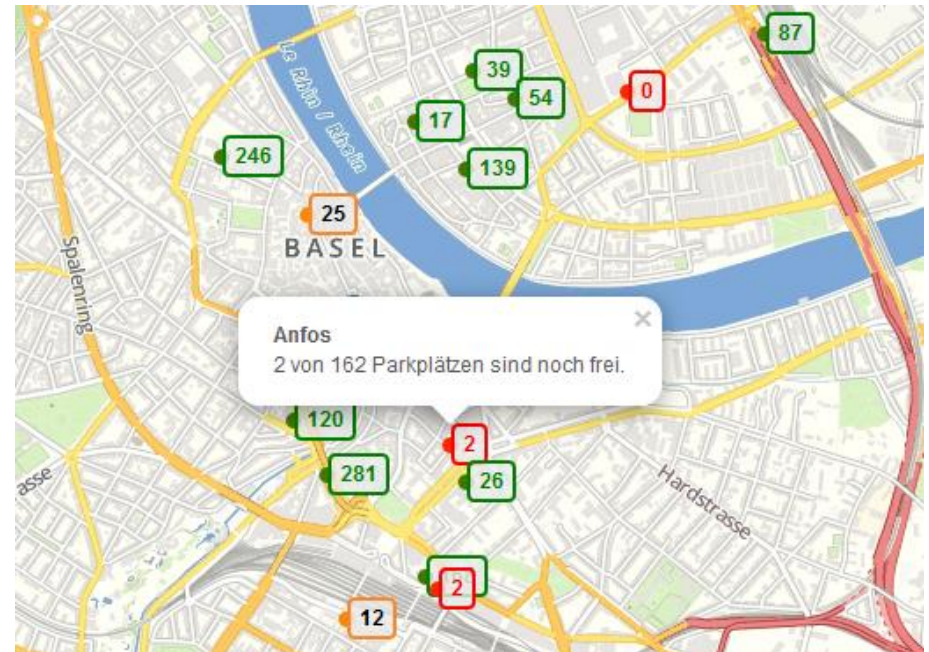 87
39
54
0
17
246
139
Le Rhin / Rhein
25
BASEL
Spalenring
×
Anfos
2 von 162 Parkplätzen sind noch frei.
120
2
281
26
asse
Hardstrasse
2
12